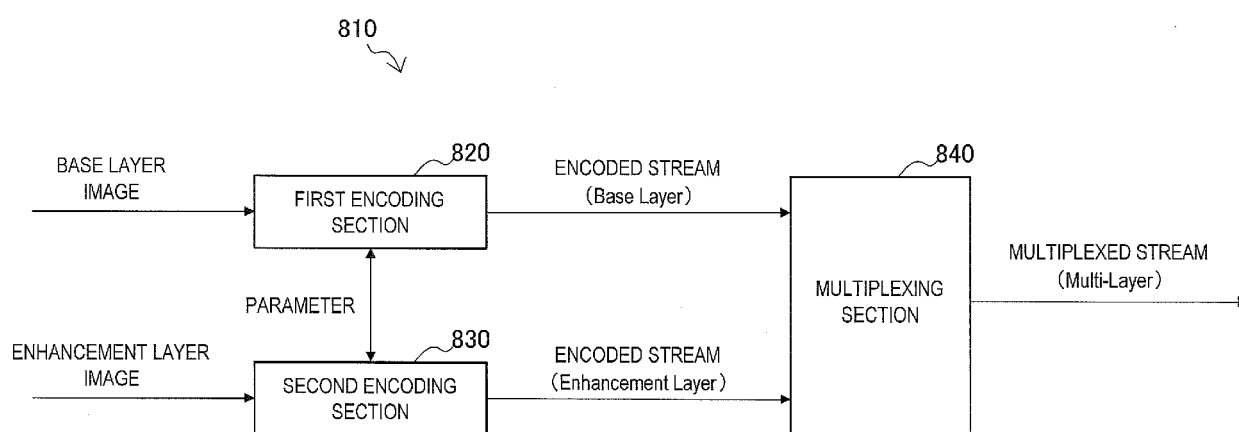 810
820
840
BASE LAYER
IMAGE
FIRST ENCODING
SECTION
ENCODED STREAM
(Base Layer)
PARAMETER
MULTIPLEXING
SECTION
MULTIPLEXED STREAM
(Multi-Layer)
830
ENHANCEMENT LAYER
IMAGE
SECOND ENCODING
SECTION
ENCODED STREAM
(Enhancement Layer)